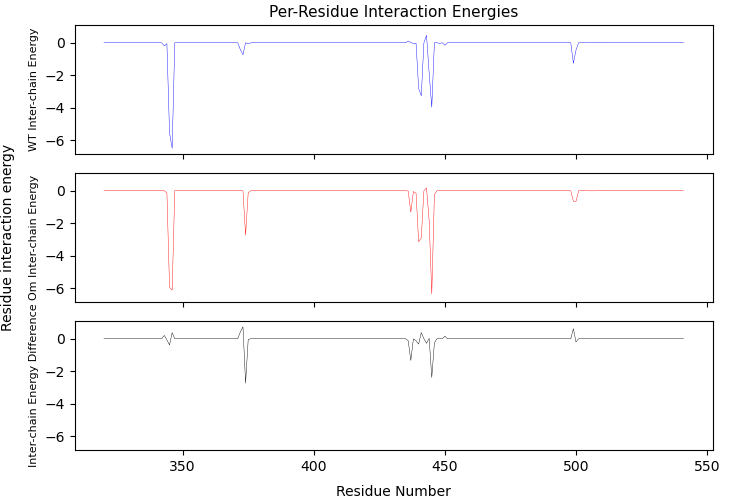 Per-Residue Interaction Energies
Residue interaction energy
WT Inter-chain Energy
0
−2
−4
−6
Om Inter-chain Energy
0
−2
−4
−6
Inter-chain Energy Difference
0
−2
−4
−6
350
400
450
500
550
Residue Number